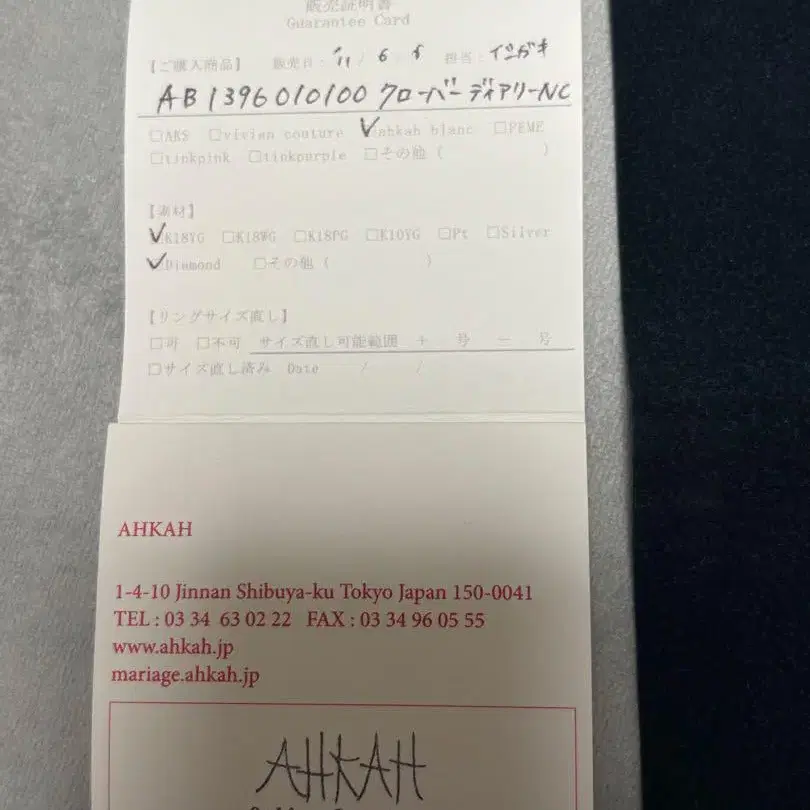 販売証明書
Guarantee Card
【ご購入商品】 販売日：'11 / 6 . 5 担当：イシガキ
AB1396010100 クローバー ディアリーNC
□ARS □vivian couture ✓ahkah blanc □PEME
□tinkpink □tinkpurple □その他（ ）
【素材】
✓K18YG □K18WG □K18PG □K10YG □Pt □Silver
✓Diamond □その他（ ）
【リングサイズ直し】
□可 □不可 サイズ直し可能範囲 ＋ 号 － 号
□サイズ直し済み Date / /
AHKAH
1-4-10 Jinnan Shibuya-ku Tokyo Japan 150-0041
TEL : 03 34 63 02 22 FAX : 03 34 96 05 55
www.ahkah.jp
mariage.ahkah.jp
AHKAH